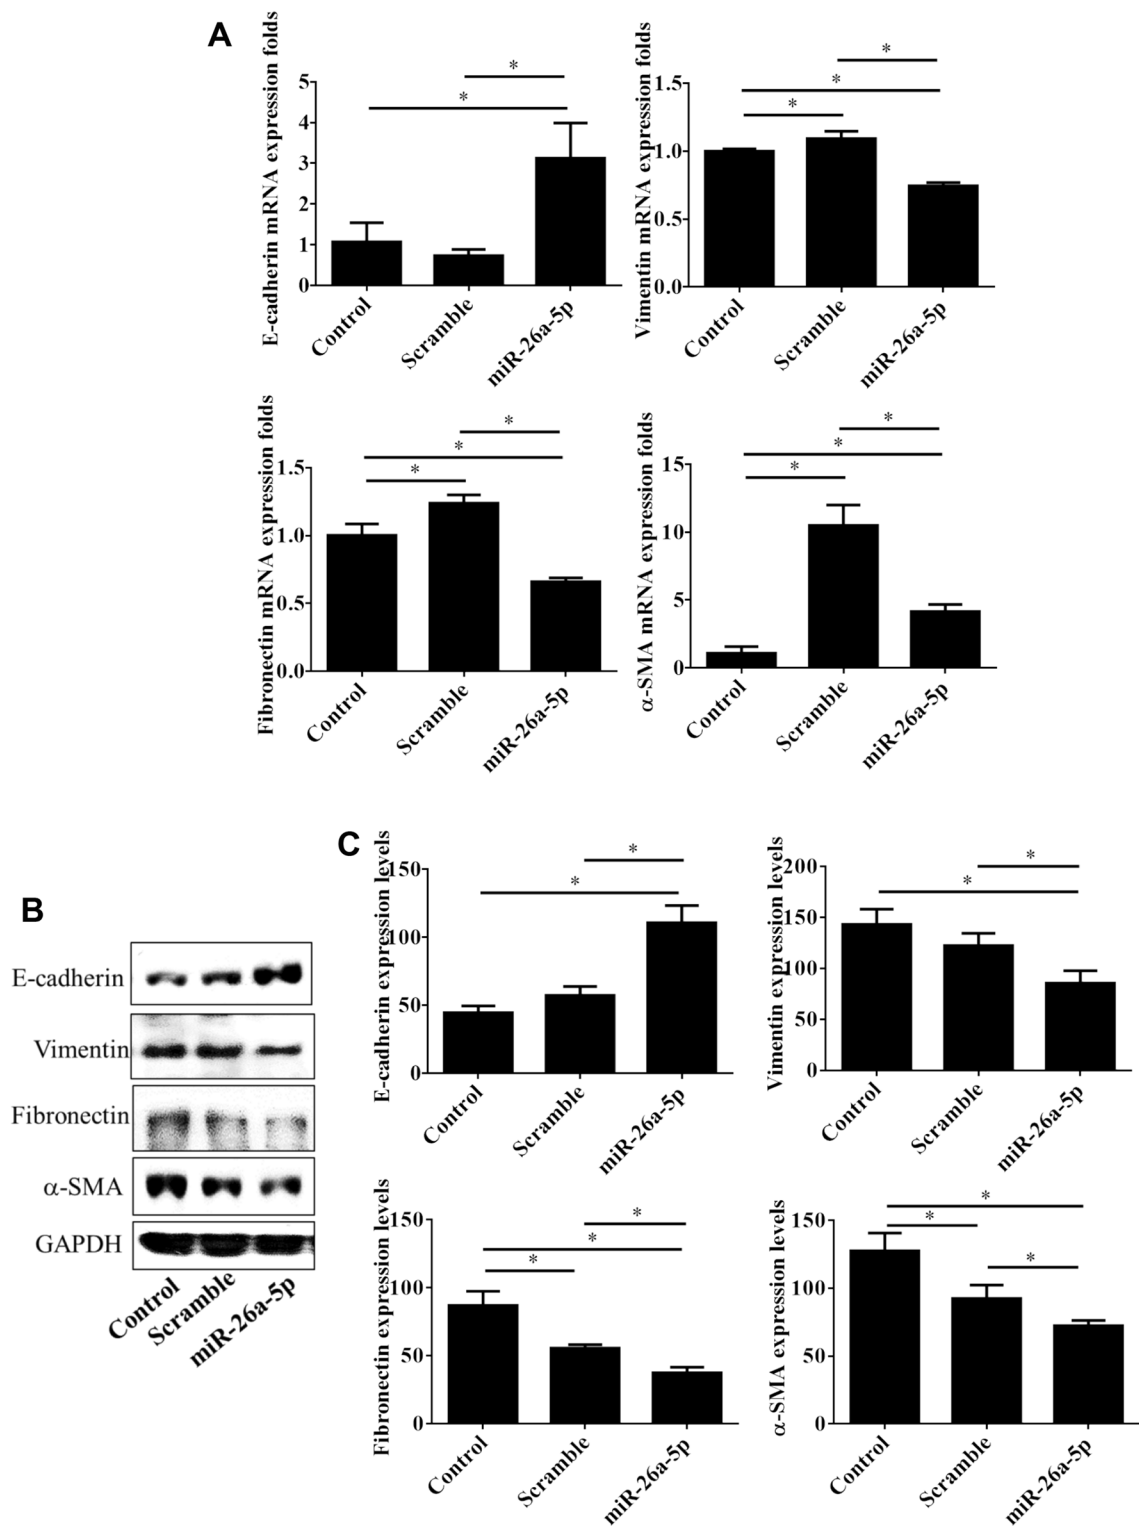 A
E-cadherin mRNA expression folds
5
4
3
2
1
0
*
*
Control
Scramble
miR-26a-5p
Vimentin mRNA expression folds
1.5
1.0
0.5
0.0
*
*
*
Control
Scramble
miR-26a-5p
Fibronectin mRNA expression folds
1.5
1.0
0.5
0.0
*
*
*
Control
Scramble
miR-26a-5p
α-SMA mRNA expression folds
15
10
5
0
*
*
*
Control
Scramble
miR-26a-5p
B
E-cadherin
Vimentin
Fibronectin
α-SMA
GAPDH
Control
Scramble
miR-26a-5p
C
E-cadherin expression levels
150
100
50
0
*
*
Control
Scramble
miR-26a-5p
Vimentin expression levels
200
150
100
50
0
*
*
Control
Scramble
miR-26a-5p
Fibronectin expression levels
150
100
50
0
*
*
*
Control
Scramble
miR-26a-5p
α-SMA expression levels
150
100
50
0
*
*
*
Control
Scramble
miR-26a-5p